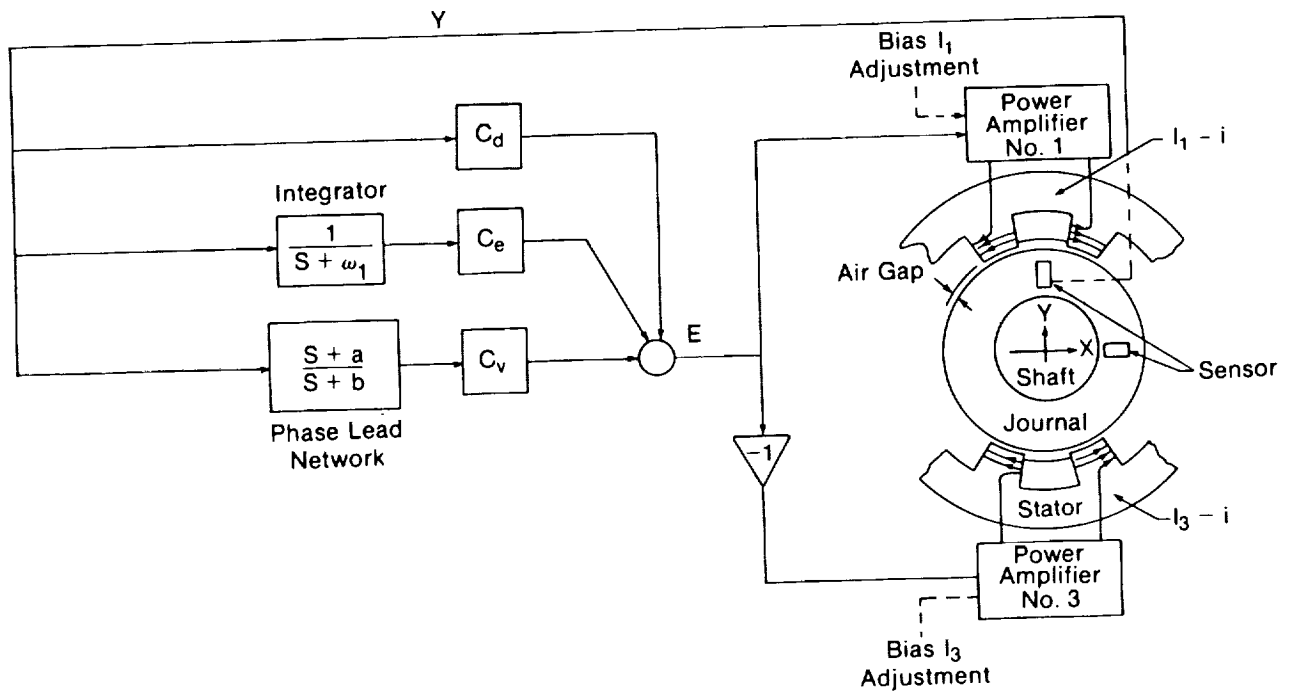 Y
Bias I1
Adjustment
Power
Amplifier
No. 1
I1 – i
Cd
Integrator
1
S + ω1
Ce
Air Gap
S + a
S + b
Cv
Phase Lead
Network
E
-1
Y
X
Shaft
Sensor
Journal
Stator
I3 – i
Power
Amplifier
No. 3
Bias I3
Adjustment